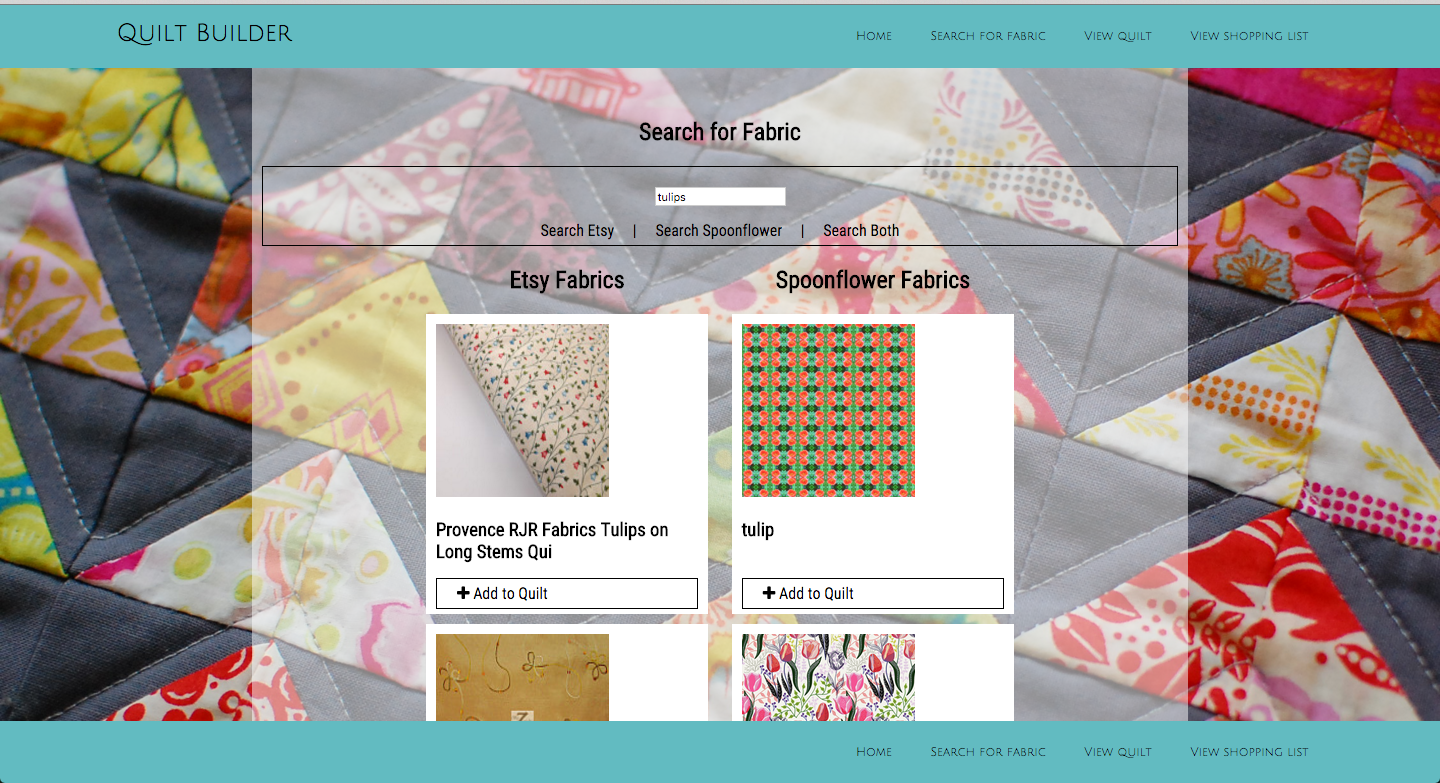 Quilt Builder
Home Search for fabric View quilt View shopping list
Search for Fabric
tulips
Search Etsy | Search Spoonflower | Search Both
Etsy Fabrics
Provence RJR Fabrics Tulips on
Long Stems Qui
Add to Quilt
Spoonflower Fabrics
tulip
Add to Quilt
Home Search for fabric View quilt View shopping list